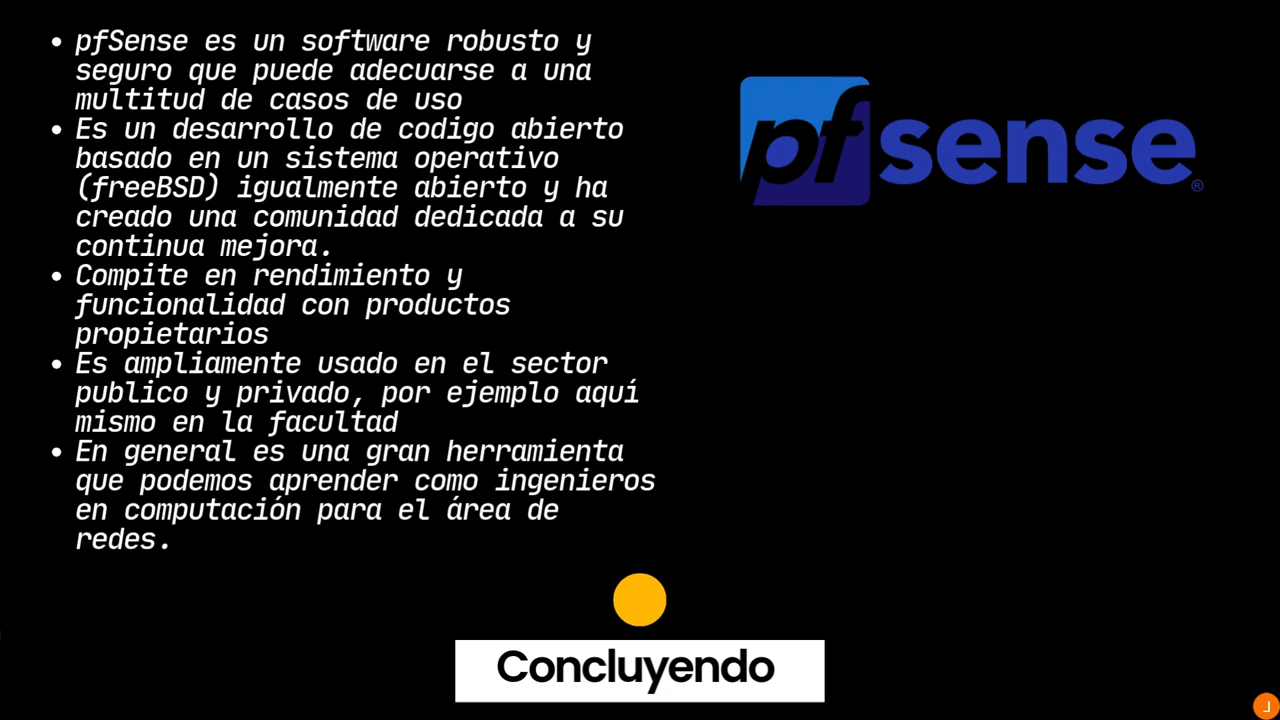 • pfSense es un software robusto y
seguro que puede adecuarse a una
multitud de casos de uso
• Es un desarrollo de codigo abierto
basado en un sistema operativo
(freeBSD) igualmente abierto y ha
creado una comunidad dedicada a su
continua mejora.
• Compite en rendimiento y
funcionalidad con productos
propietarios
• Es ampliamente usado en el sector
publico y privado, por ejemplo aquí
mismo en la facultad
• En general es una gran herramienta
que podemos aprender como ingenieros
en computación para el área de
redes.
pfsense®
Concluyendo